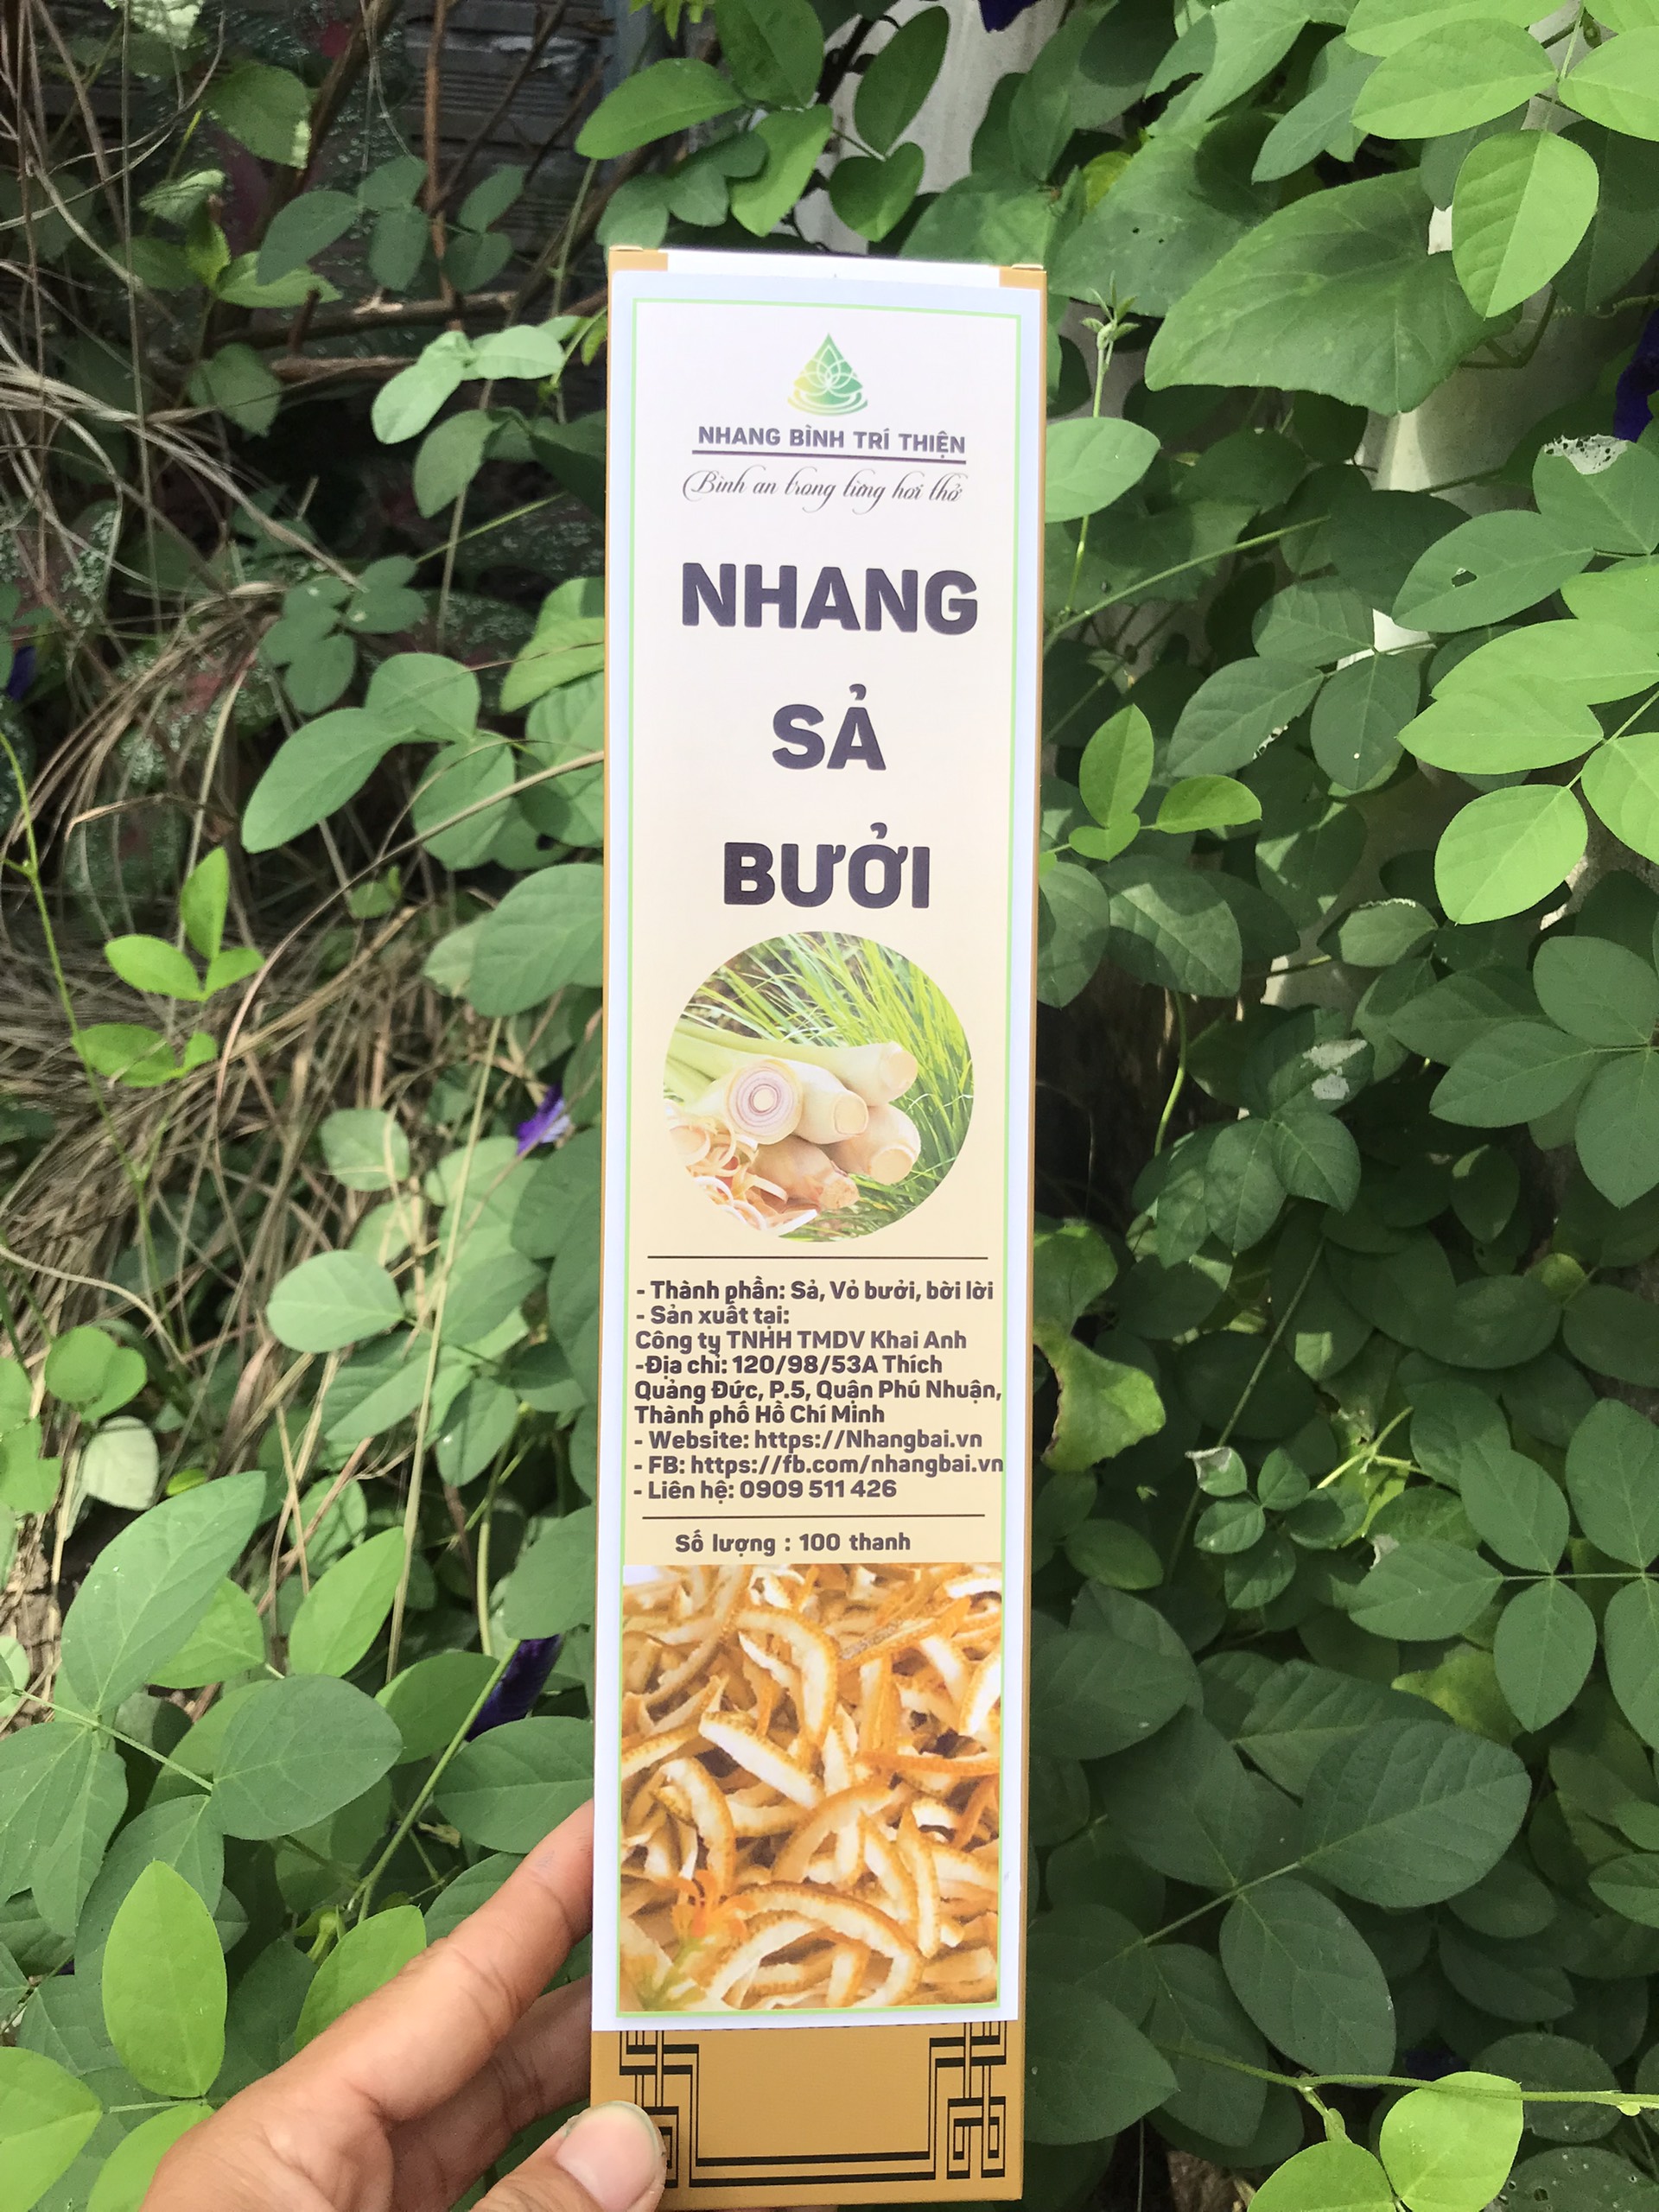 NHANG BÌNH TRÍ THIỆN
Bình an trong từng hơi thở
NHANG
SẢ
BƯỞI
- Thành phần: Sả, Vỏ bưởi, bời lời
- Sản xuất tại:
Công ty TNHH TMDV Khai Anh
-Địa chỉ: 120/98/53A Thích
Quảng Đức, P.5, Quận Phú Nhuận,
Thành phố Hồ Chí Minh
- Website: https://Nhangbai.vn
- FB: https://fb.com/nhangbai.vn
- Liên hệ: 0909 511 426
Số lượng : 100 thanh